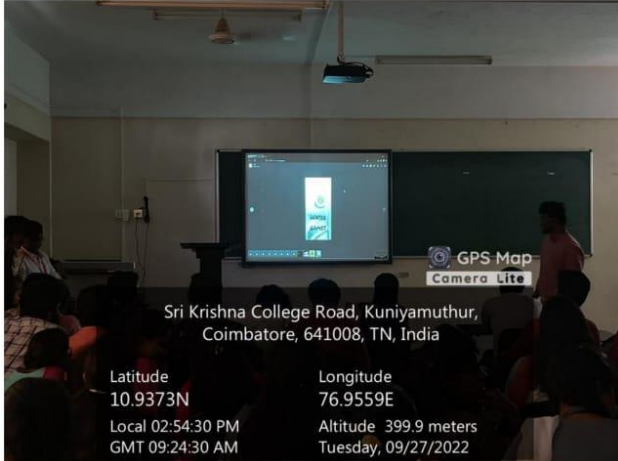 GPS Map
Camera Lite
Sri Krishna College Road, Kuniyamuthur,
Coimbatore, 641008, TN, India
Latitude
10.9373N
Longitude
76.9559E
Local 02:54:30 PM
GMT 09:24:30 AM
Altitude 399.9 meters
Tuesday, 09/27/2022